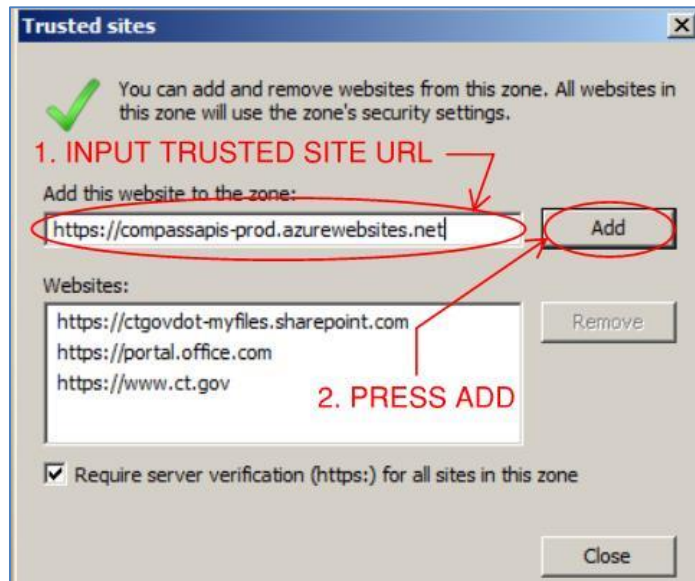 Trusted sites
You can add and remove websites from this zone. All websites in
this zone will use the zone's security settings.
1. INPUT TRUSTED SITE URL
Add this website to the zone:
https://compassapis-prod.azurewebsites.net
Add
Websites:
https://ctgovdot-myfiles.sharepoint.com
https://portal.office.com
https://www.ct.gov
Remove
2. PRESS ADD
Require server verification (https:) for all sites in this zone
Close